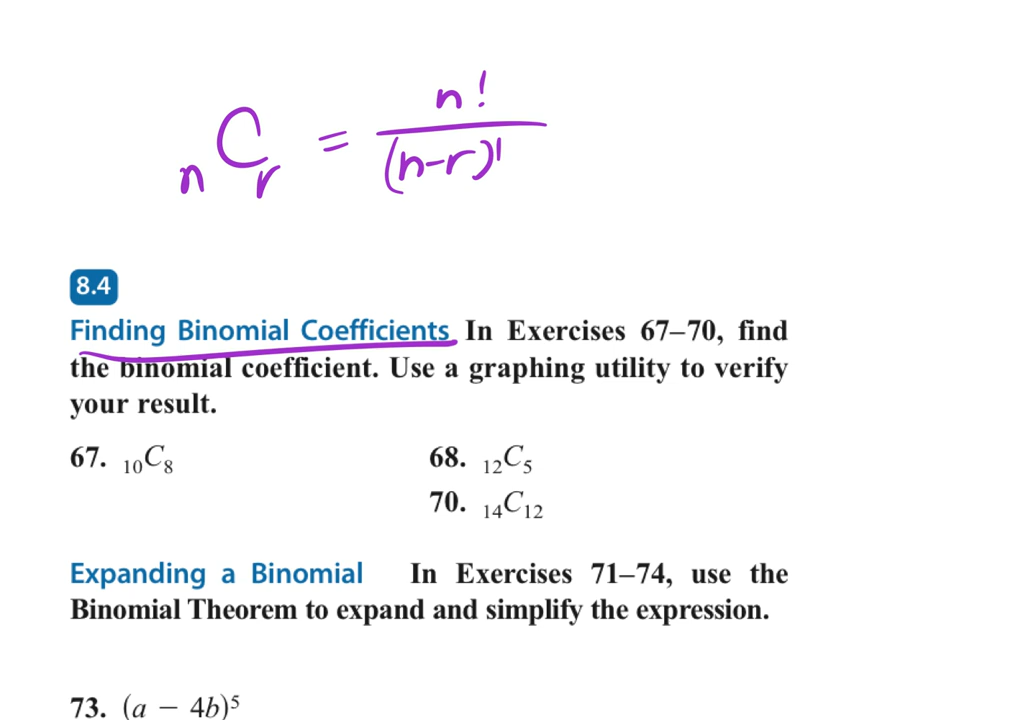 nCr = n! / (n-r)!
8.4
Finding Binomial Coefficients In Exercises 67–70, find
the binomial coefficient. Use a graphing utility to verify
your result.
67. 10C8 68. 12C5
70. 14C12
Expanding a Binomial In Exercises 71–74, use the
Binomial Theorem to expand and simplify the expression.
73. (a − 4b)^5